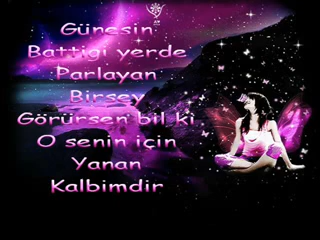 Günesin
Battigi yerde
Parlayan
Birsey
Görürsen bil ki
O senin için
Yanan
Kalbimdir